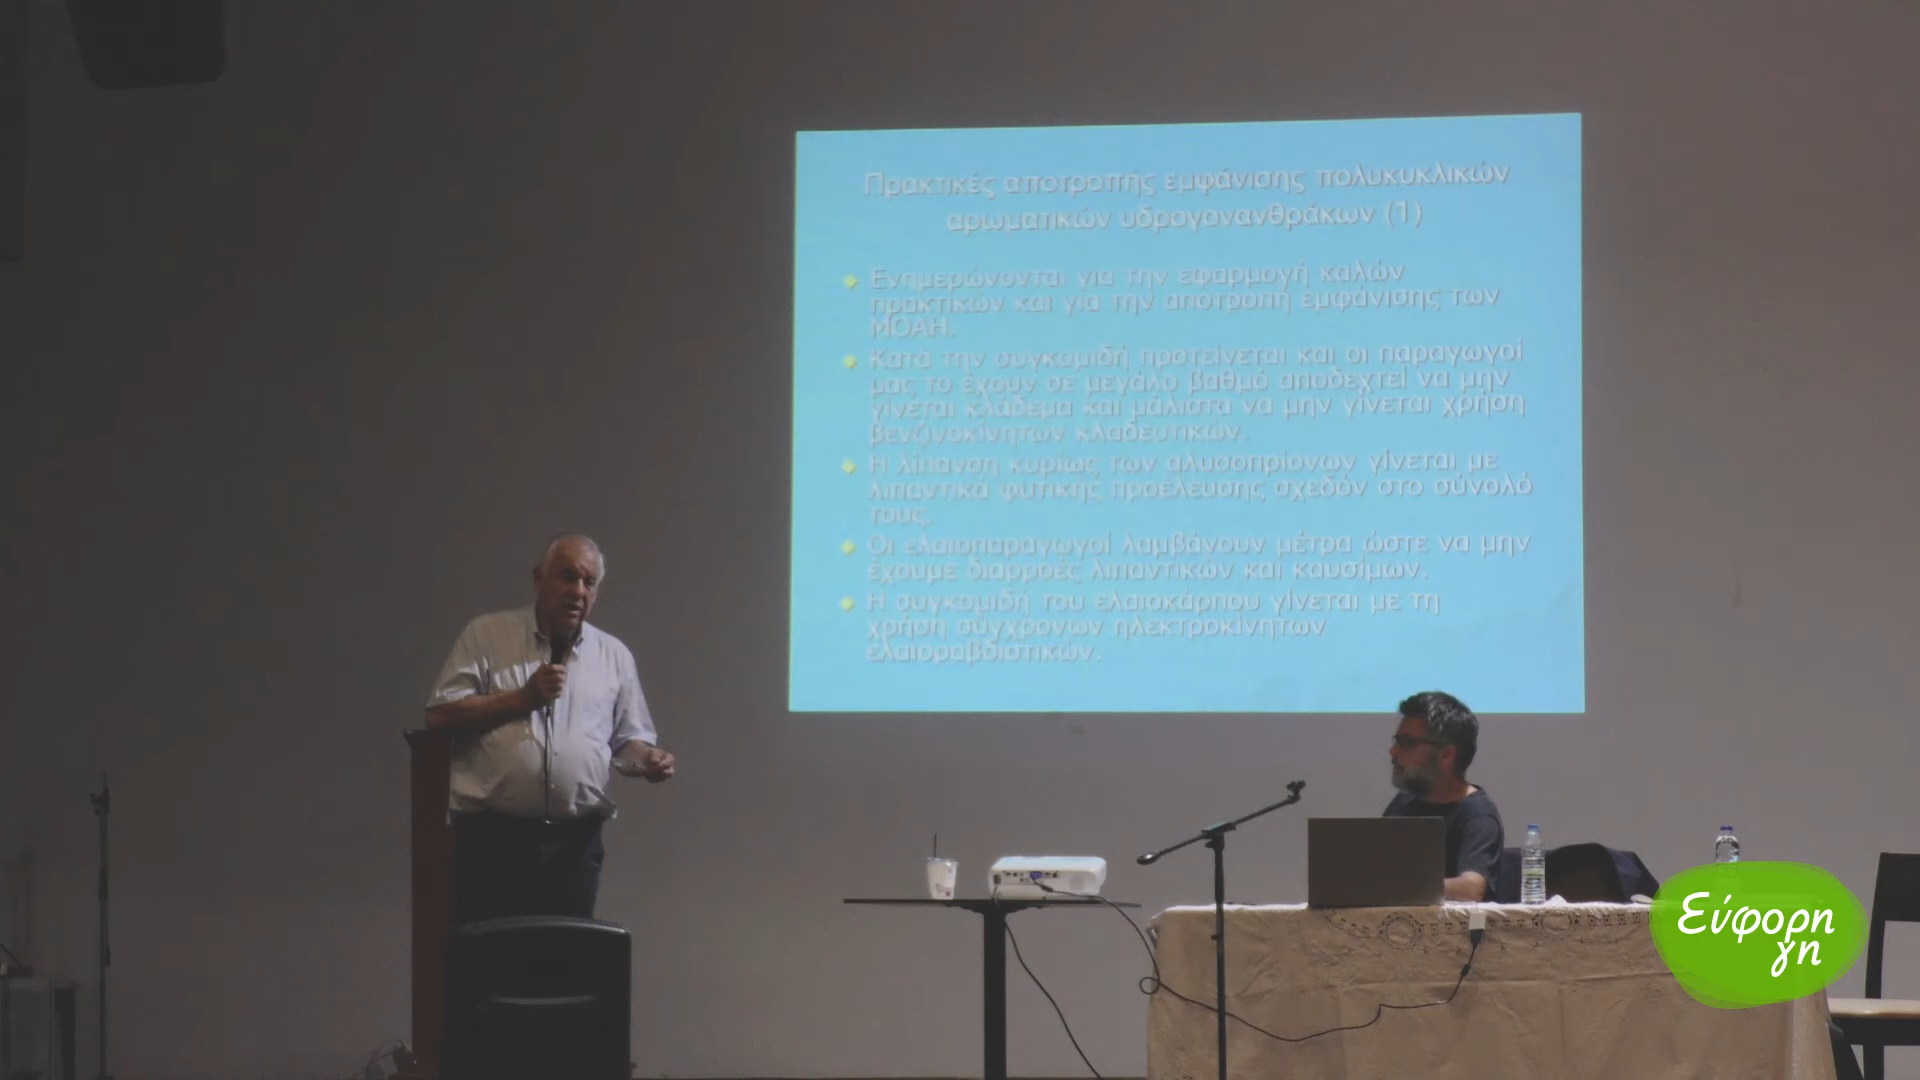 Πρακτικές αποτροπής εμφάνισης πολυκυκλικών
αρωματικών υδρογονανθράκων (1)
Ενημερώνονται για την εφαρμογή καλών
πρακτικών και για την αποτροπή εμφάνισης των
MOAH.
Κατά την συγκομιδή προτείνεται και οι παραγωγοί
μας το έχουν σε μεγάλο βαθμό αποδεχτεί να μην
γίνεται κλάδεμα και μάλιστα να μην γίνεται χρήση
βενζινοκίνητων κλαδευτικών.
Η λίπανση κυρίως των αλυσοπρίονων γίνεται με
λιπαντικά φυτικής προέλευσης σχεδόν στο σύνολό
τους.
Οι ελαιοπαραγωγοί λαμβάνουν μέτρα ώστε να μην
έχουμε διαρροές λιπαντικών και καυσίμων.
Η συγκομιδή του ελαιοκάρπου γίνεται με τη
χρήση σύγχρονων ηλεκτροκίνητων
ελαιοραβδιστικών.
Εύφορη
γη